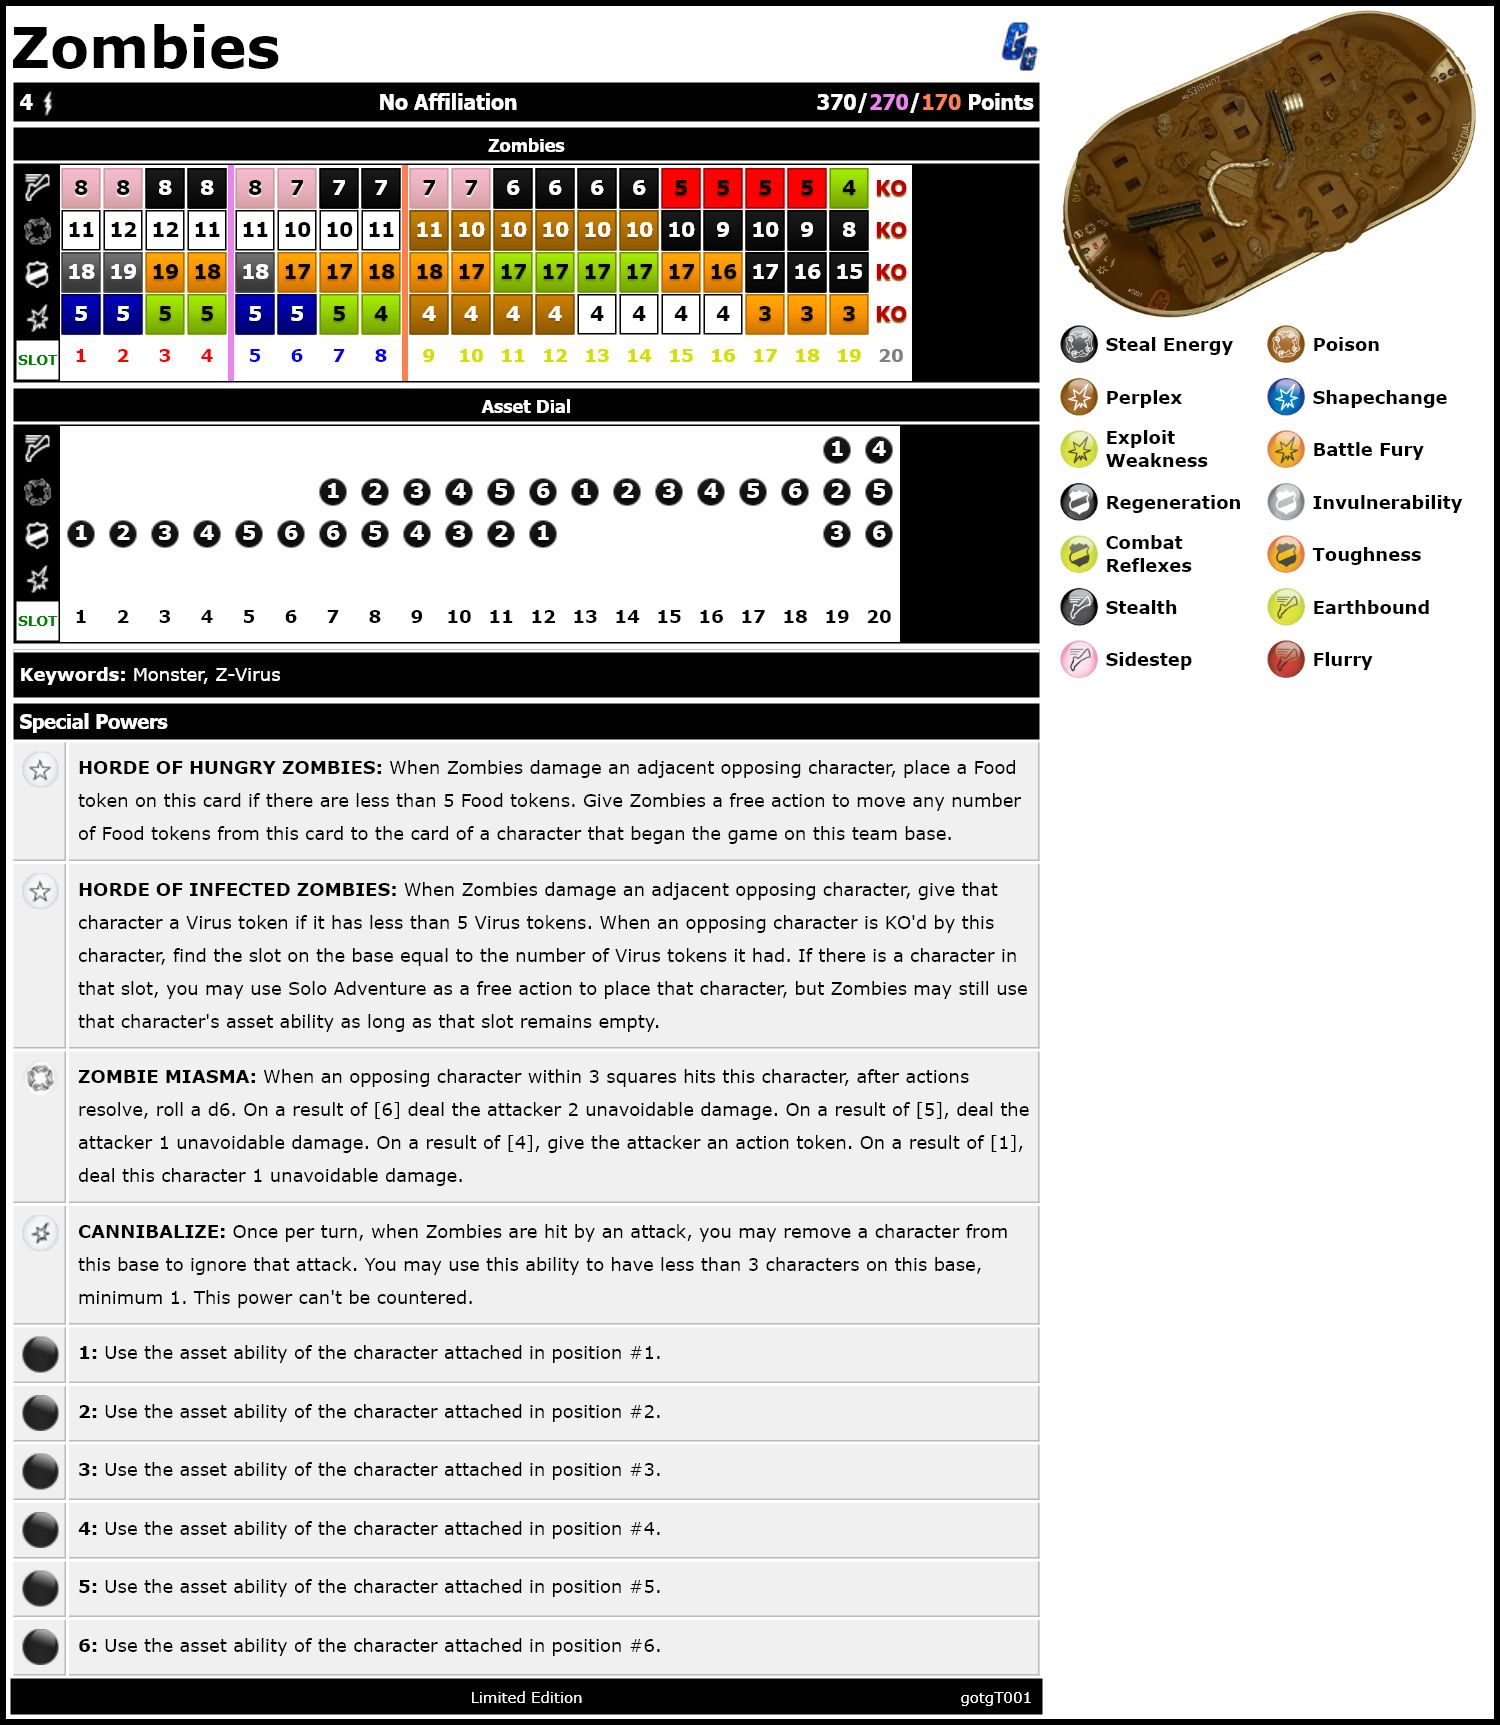 Zombies
GG
4 No Affiliation 370/270/170 Points
Zombies
8 8 8 8 8 7 7 7 7 7 6 6 6 6 5 5 5 5 4 KO
11 12 12 11 11 10 10 11 11 10 10 10 10 10 10 9 10 9 8 KO
18 19 19 18 18 17 17 18 18 17 17 17 17 17 17 16 17 16 15 KO
5 5 5 5 5 5 5 4 4 4 4 4 4 4 4 4 3 3 3 KO
SLOT 1 2 3 4 5 6 7 8 9 10 11 12 13 14 15 16 17 18 19 20
Asset Dial
1 4
1 2 3 4 5 6 1 2 3 4 5 6 2 5
1 2 3 4 5 6 6 5 4 3 2 1 3 6
SLOT 1 2 3 4 5 6 7 8 9 10 11 12 13 14 15 16 17 18 19 20
Keywords: Monster, Z-Virus
Special Powers
HORDE OF HUNGRY ZOMBIES: When Zombies damage an adjacent opposing character, place a Food
token on this card if there are less than 5 Food tokens. Give Zombies a free action to move any number
of Food tokens from this card to the card of a character that began the game on this team base.
HORDE OF INFECTED ZOMBIES: When Zombies damage an adjacent opposing character, give that
character a Virus token if it has less than 5 Virus tokens. When an opposing character is KO'd by this
character, find the slot on the base equal to the number of Virus tokens it had. If there is a character in
that slot, you may use Solo Adventure as a free action to place that character, but Zombies may still use
that character's asset ability as long as that slot remains empty.
ZOMBIE MIASMA: When an opposing character within 3 squares hits this character, after actions
resolve, roll a d6. On a result of [6] deal the attacker 2 unavoidable damage. On a result of [5], deal the
attacker 1 unavoidable damage. On a result of [4], give the attacker an action token. On a result of [1],
deal this character 1 unavoidable damage.
CANNIBALIZE: Once per turn, when Zombies are hit by an attack, you may remove a character from
this base to ignore that attack. You may use this ability to have less than 3 characters on this base,
minimum 1. This power can't be countered.
1: Use the asset ability of the character attached in position #1.
2: Use the asset ability of the character attached in position #2.
3: Use the asset ability of the character attached in position #3.
4: Use the asset ability of the character attached in position #4.
5: Use the asset ability of the character attached in position #5.
6: Use the asset ability of the character attached in position #6.
Limited Edition gotgT001
ZOMBIES
ASSET DIAL
Steal Energy
Poison
Perplex
Shapechange
Exploit
Weakness
Battle Fury
Regeneration
Invulnerability
Combat
Reflexes
Toughness
Stealth
Earthbound
Sidestep
Flurry